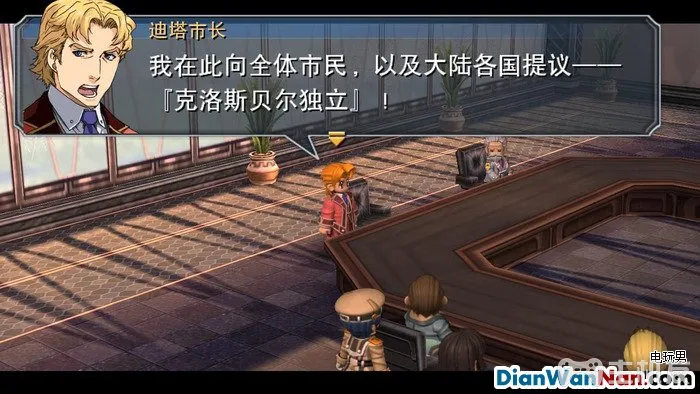 迪塔市长
我在此向全体市民，以及大陆各国提议——
『克洛斯贝尔独立』！
电玩男
DianWanNan.com